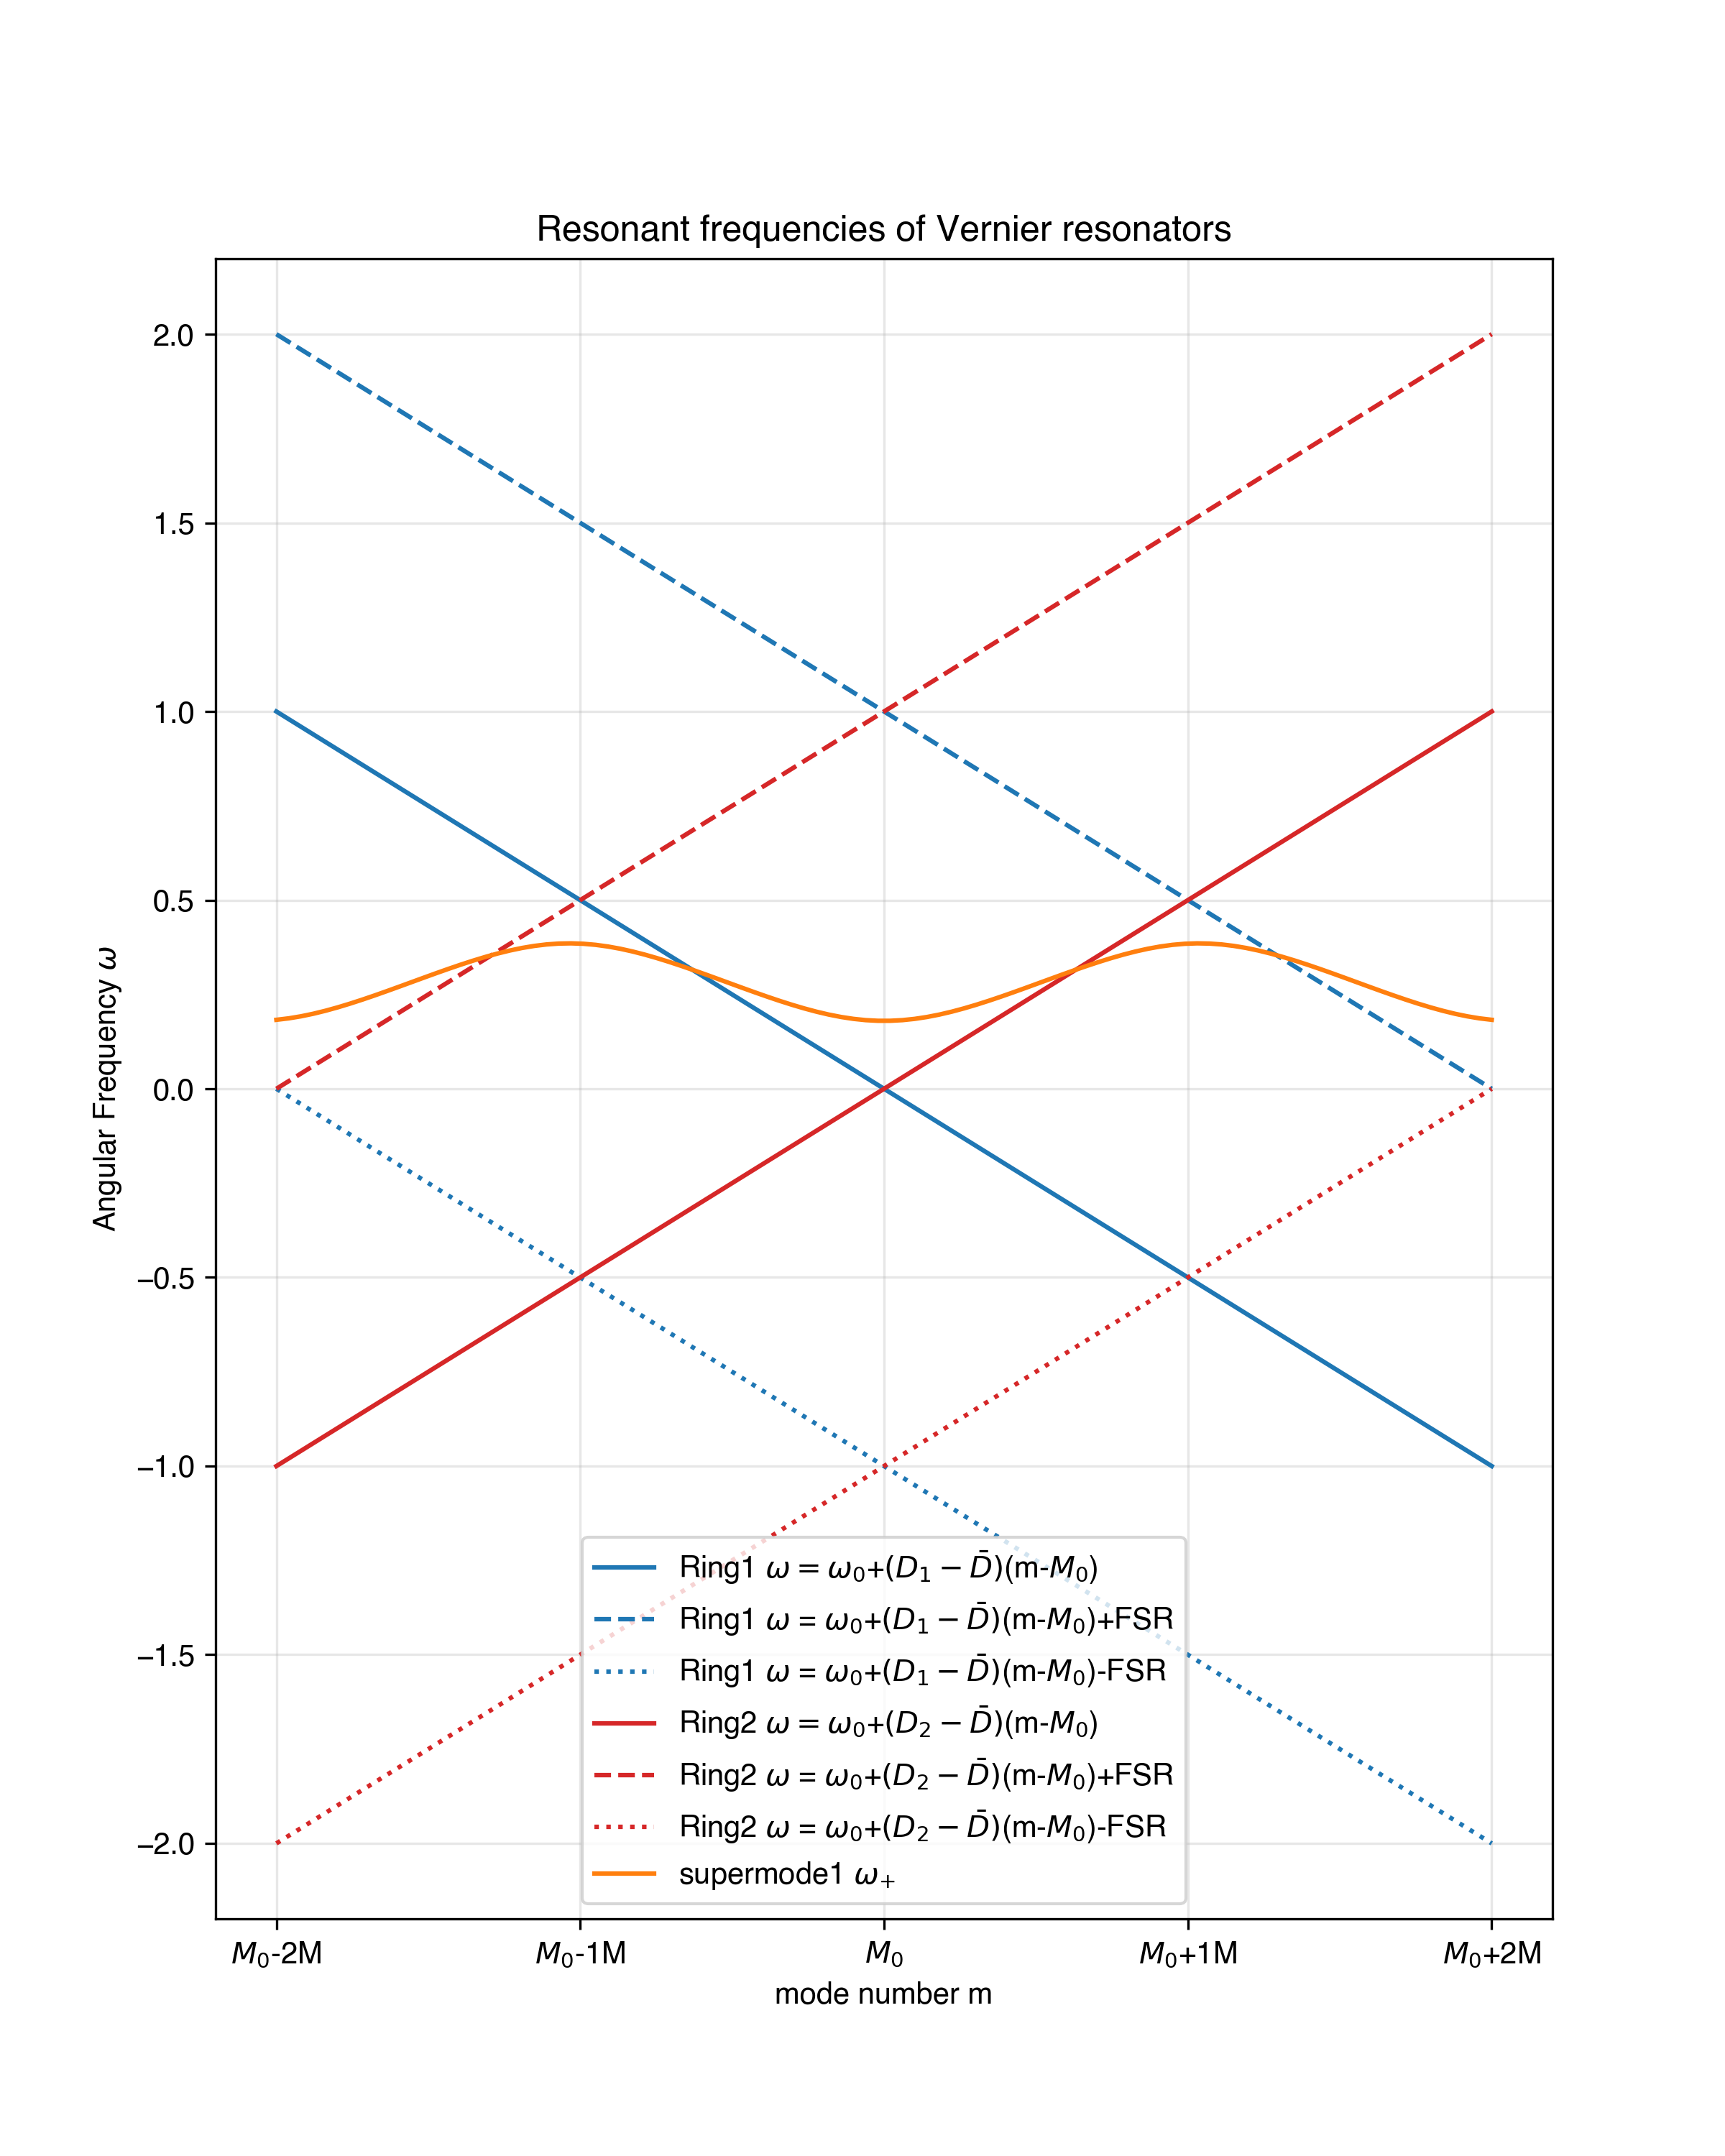 Resonant frequencies of Vernier resonators
Angular Frequency ω
2.0
1.5
1.0
0.5
0.0
−0.5
−1.0
−1.5
−2.0
Ring1 ω = ω₀+(D₁ − D̄)(m-M₀)
Ring1 ω = ω₀+(D₁ − D̄)(m-M₀)+FSR
Ring1 ω = ω₀+(D₁ − D̄)(m-M₀)-FSR
Ring2 ω = ω₀+(D₂ − D̄)(m-M₀)
Ring2 ω = ω₀+(D₂ − D̄)(m-M₀)+FSR
Ring2 ω = ω₀+(D₂ − D̄)(m-M₀)-FSR
supermode1 ω₊
M₀-2M M₀-1M M₀ M₀+1M M₀+2M
mode number m